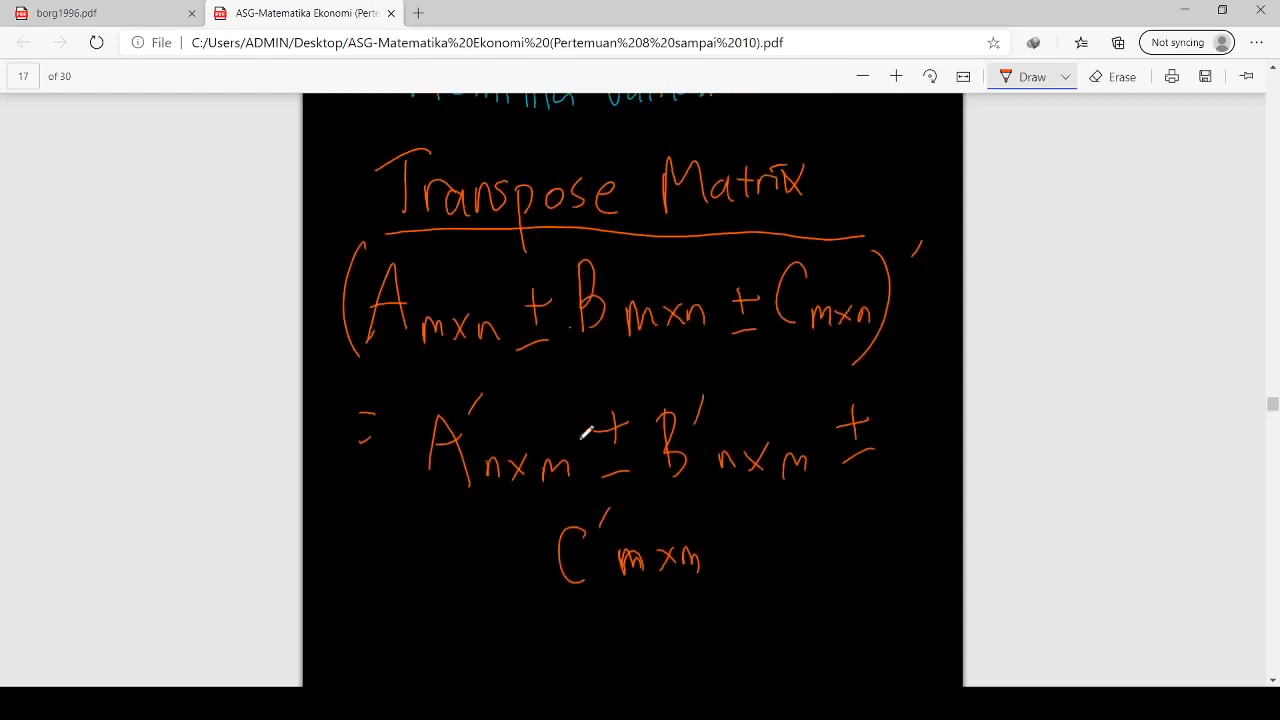 borg1996.pdf
ASG-Matematika Ekonomi (Perte
File
C:/Users/ADMIN/Desktop/ASG-Matematika%20Ekonomi%20(Pertemuan%208%20sampai%2010).pdf
Not syncing
17 of 30
Draw
Erase
Transpose Matrix
(A m×n ± B m×n ± C m×n)′
= A′ n×m ± B′ n×m ±
C′ m×m